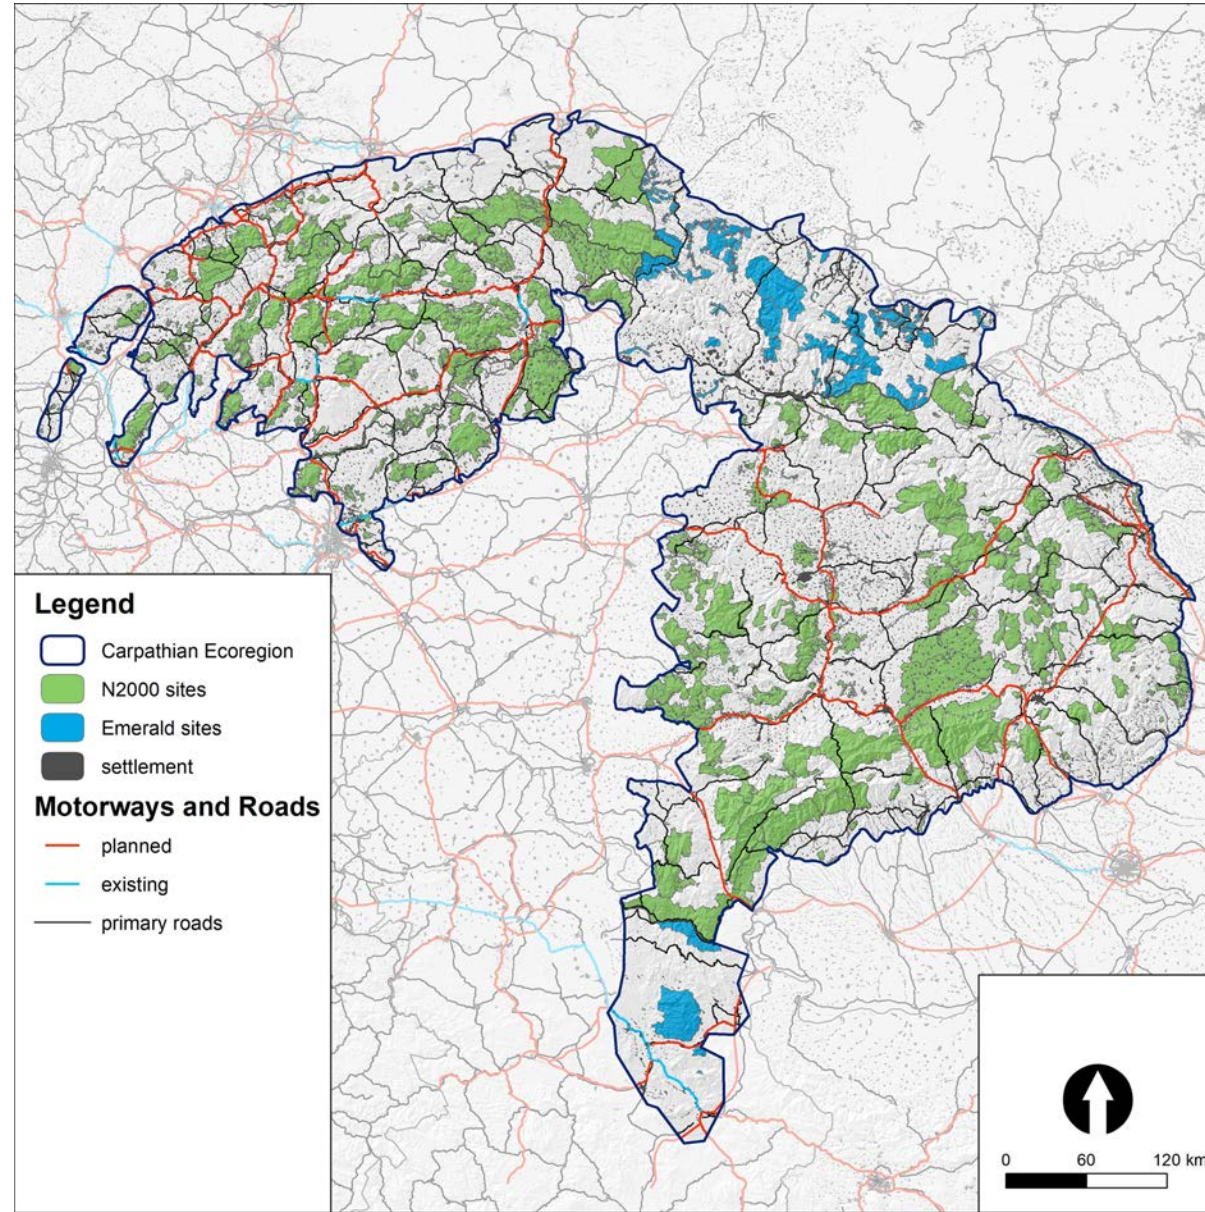 Legend
Carpathian Ecoregion
N2000 sites
Emerald sites
settlement
Motorways and Roads
planned
existing
primary roads
0 60 120 km